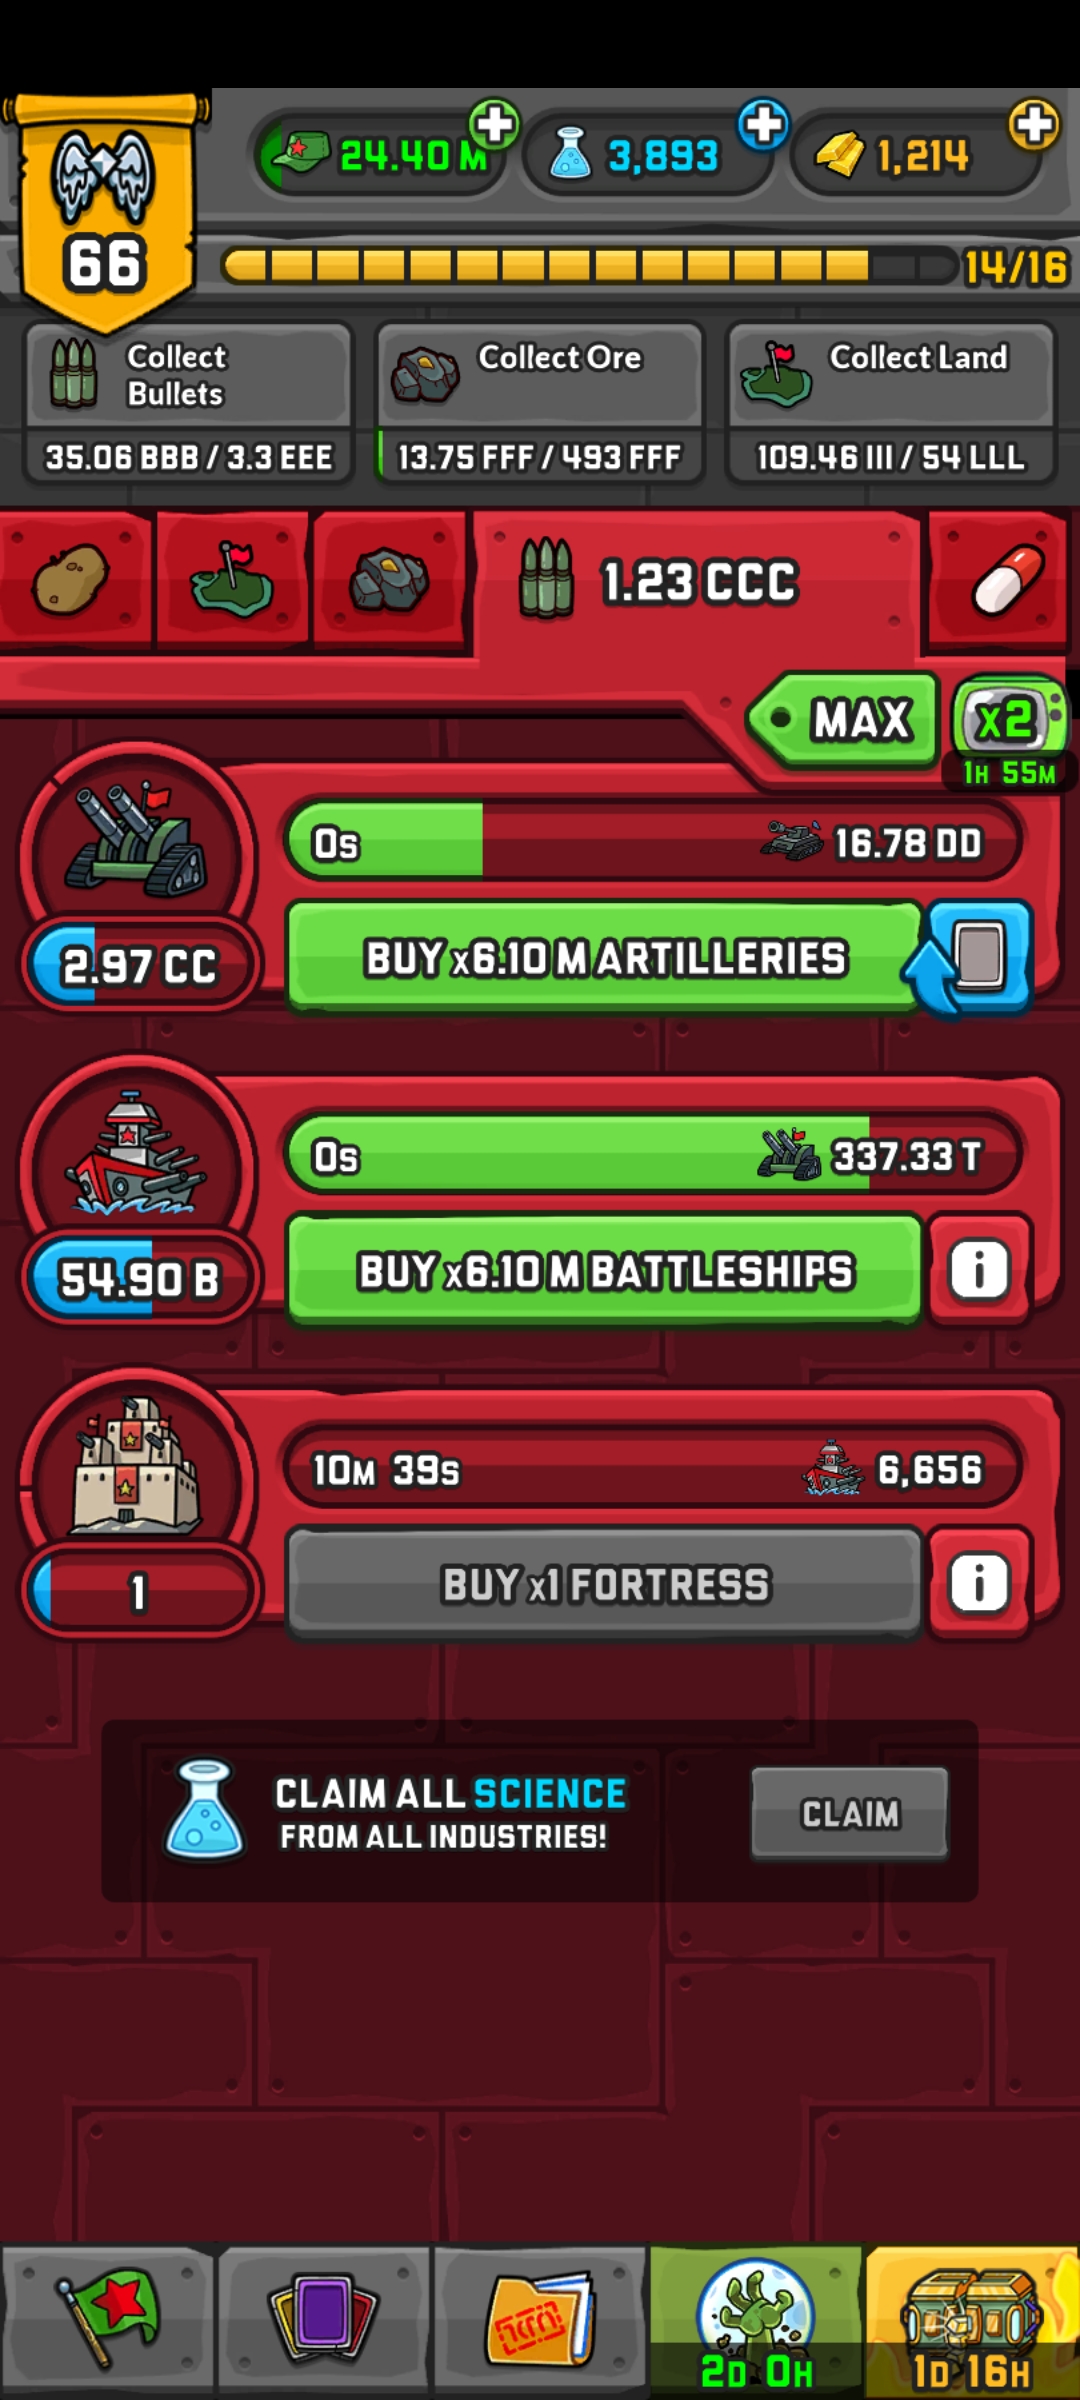 24.40 M
3,893
1,214
66
14/16
Collect
Bullets
35.06 BBB / 3.3 EEE
Collect Ore
13.75 FFF / 493 FFF
Collect Land
109.46 III / 54 LLL
1.23 CCC
MAX
x2
1H 55M
0s
16.78 DD
2.97 CC
BUY x6.10 M ARTILLERIES
0s
337.33 T
54.90 B
BUY x6.10 M BATTLESHIPS
i
10M 39s
6,656
1
BUY x1 FORTRESS
i
CLAIM ALL SCIENCE
FROM ALL INDUSTRIES!
CLAIM
2D 0H
1D 16H